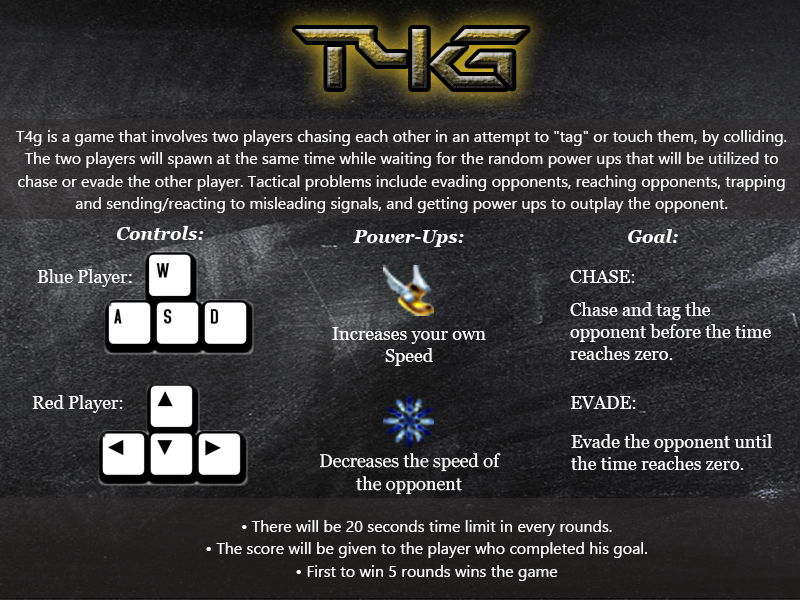 T4G
T4g is a game that involves two players chasing each other in an attempt to "tag" or touch them, by colliding.
The two players will spawn at the same time while waiting for the random power ups that will be utilized to
chase or evade the other player. Tactical problems include evading opponents, reaching opponents, trapping
and sending/reacting to misleading signals, and getting power ups to outplay the opponent.
Controls:
Blue Player:
W
A S D
Red Player:
▲
◀ ▼ ▶
Power-Ups:
Increases your own
Speed
Decreases the speed of
the opponent
Goal:
CHASE:
Chase and tag the
opponent before the time
reaches zero.
EVADE:
Evade the opponent until
the time reaches zero.
• There will be 20 seconds time limit in every rounds.
• The score will be given to the player who completed his goal.
• First to win 5 rounds wins the game